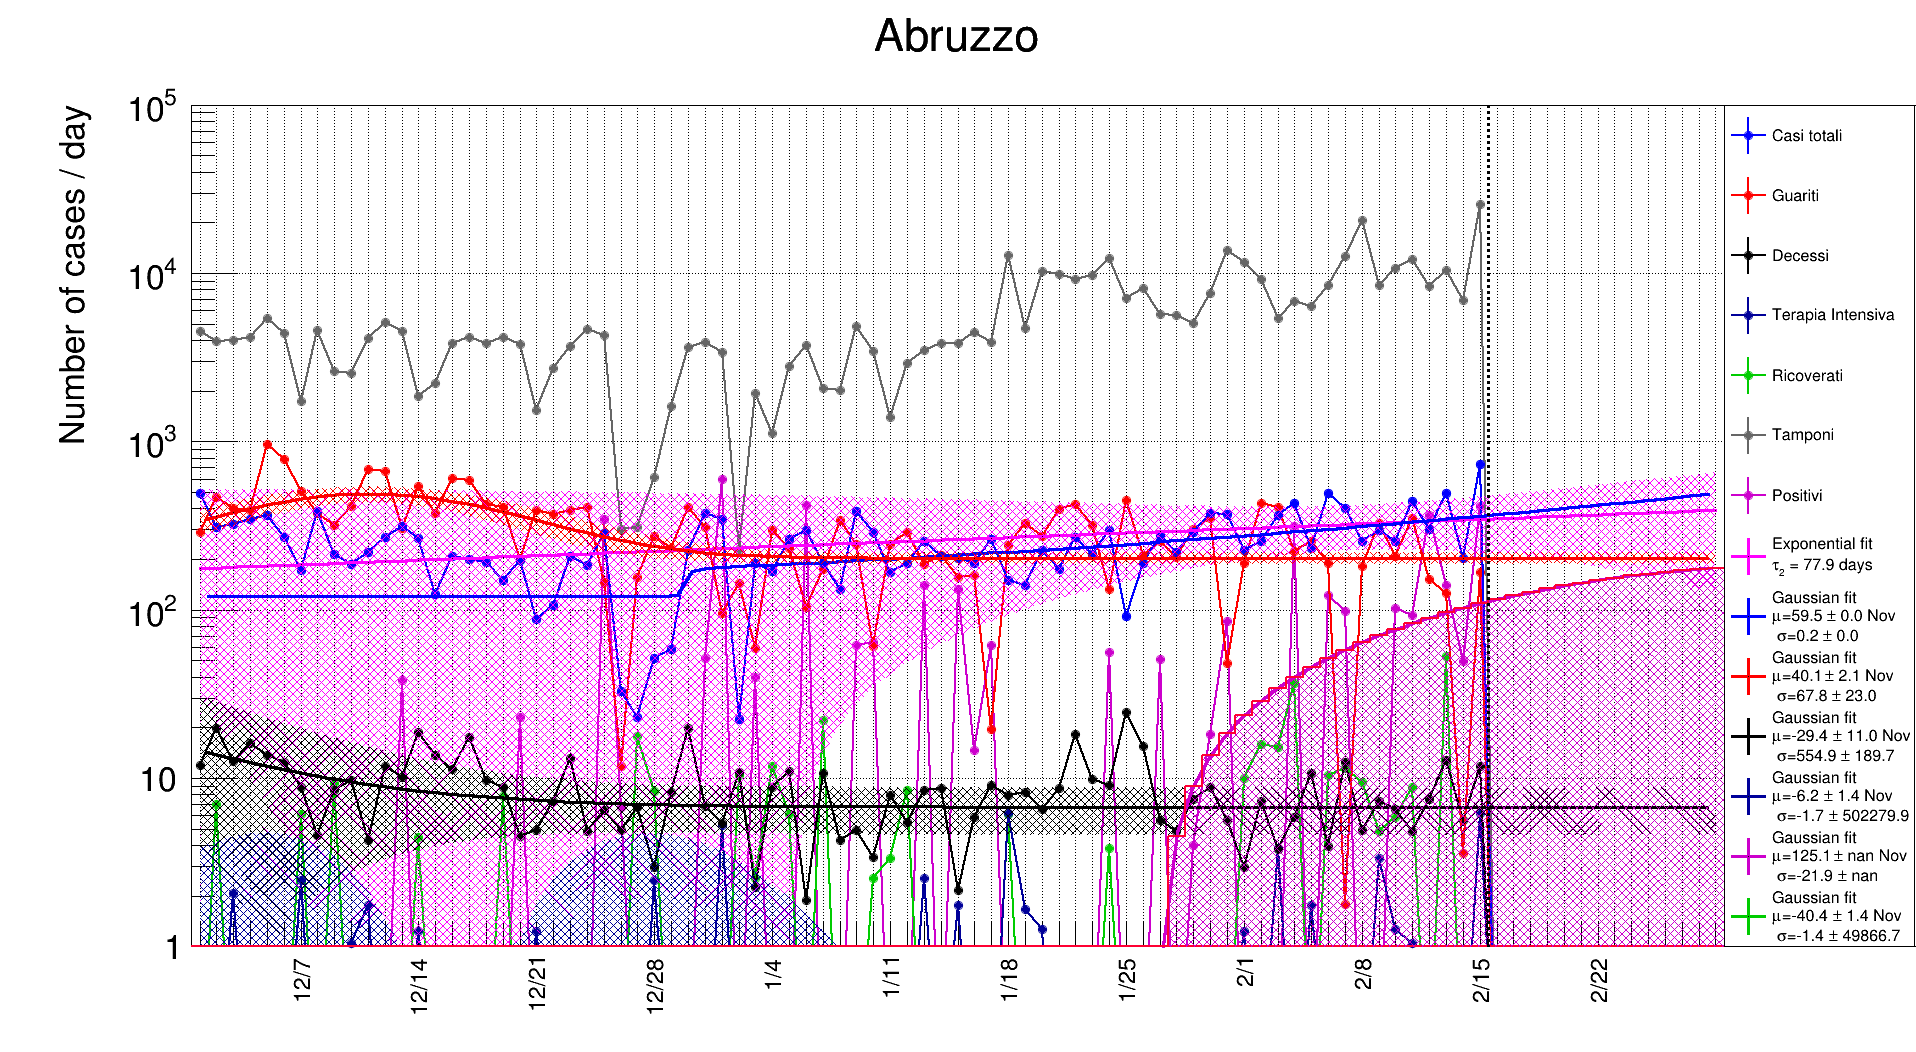 Abruzzo
Number of cases / day
10^5
10^4
10^3
10^2
10
1
12/7
12/14
12/21
12/28
1/4
1/11
1/18
1/25
2/1
2/8
2/15
2/22
Casi totali
Guariti
Decessi
Terapia Intensiva
Ricoverati
Tamponi
Positivi
Exponential fit
τ₂ = 77.9 days
Gaussian fit
μ=59.5 ± 0.0 Nov
σ=0.2 ± 0.0
Gaussian fit
μ=40.1 ± 2.1 Nov
σ=67.8 ± 23.0
Gaussian fit
μ=-29.4 ± 11.0 Nov
σ=554.9 ± 189.7
Gaussian fit
μ=-6.2 ± 1.4 Nov
σ=-1.7 ± 502279.9
Gaussian fit
μ=125.1 ± nan Nov
σ=-21.9 ± nan
Gaussian fit
μ=-40.4 ± 1.4 Nov
σ=-1.4 ± 49866.7